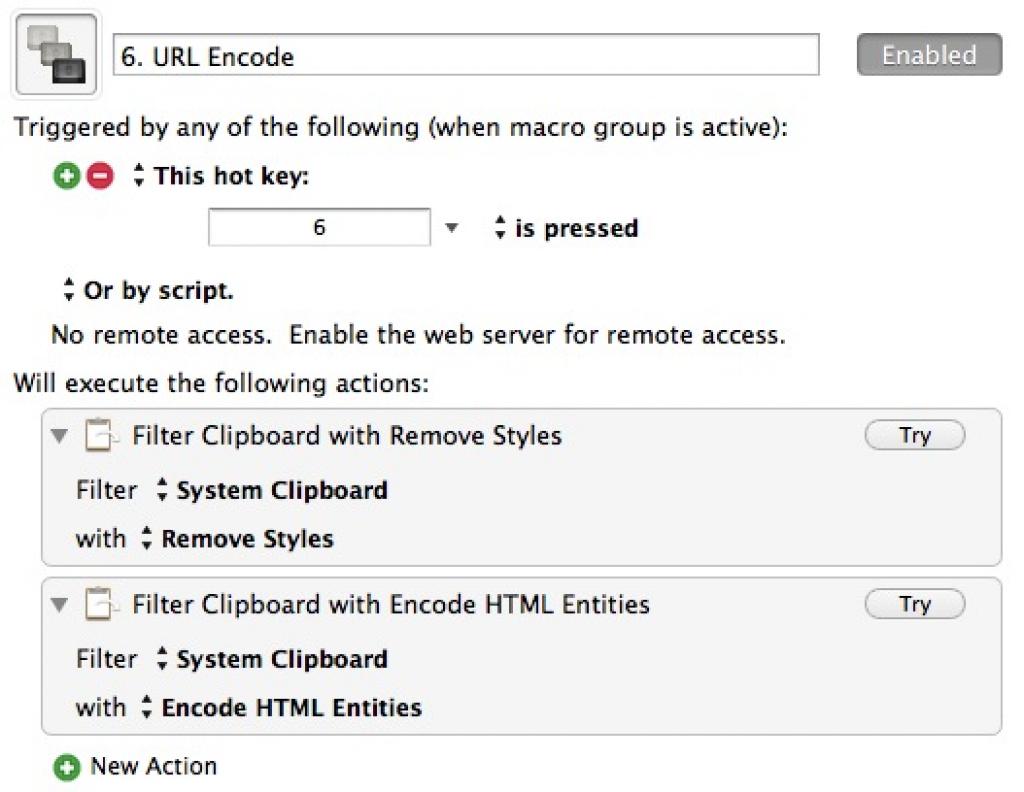 6. URL Encode
Enabled
Triggered by any of the following (when macro group is active):
This hot key:
6
is pressed
Or by script.
No remote access.  Enable the web server for remote access.
Will execute the following actions:
Filter Clipboard with Remove Styles
Try
Filter System Clipboard
with Remove Styles
Filter Clipboard with Encode HTML Entities
Try
Filter System Clipboard
with Encode HTML Entities
New Action